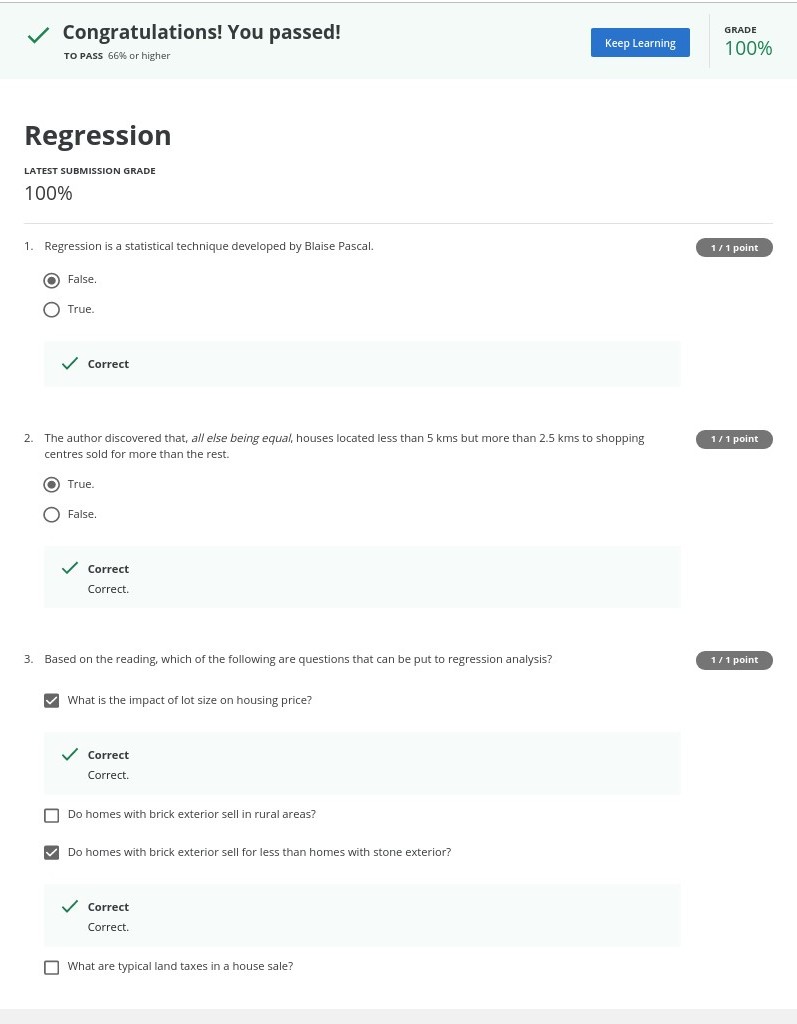 Congratulations! You passed!
TO PASS 66% or higher
Keep Learning
GRADE
100%
Regression
LATEST SUBMISSION GRADE
100%
1. Regression is a statistical technique developed by Blaise Pascal.
1 / 1 point
False.
True.
Correct
2. The author discovered that, all else being equal, houses located less than 5 kms but more than 2.5 kms to shopping
centres sold for more than the rest.
1 / 1 point
True.
False.
Correct
Correct.
3. Based on the reading, which of the following are questions that can be put to regression analysis?
1 / 1 point
What is the impact of lot size on housing price?
Correct
Correct.
Do homes with brick exterior sell in rural areas?
Do homes with brick exterior sell for less than homes with stone exterior?
Correct
Correct.
What are typical land taxes in a house sale?